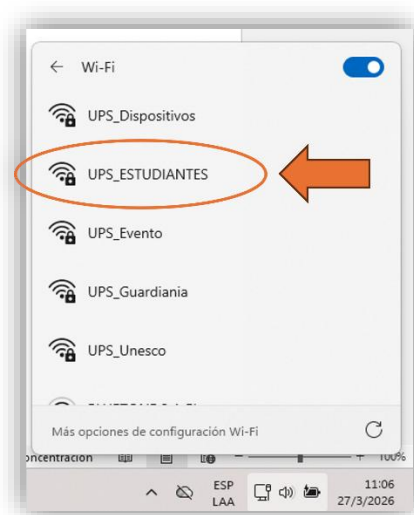 Wi-Fi
UPS_Dispositivos
UPS_ESTUDIANTES
UPS_Evento
UPS_Guardiania
UPS_Unesco
Más opciones de configuración Wi-Fi
100%
ESP
LAA
11:06
27/3/2026